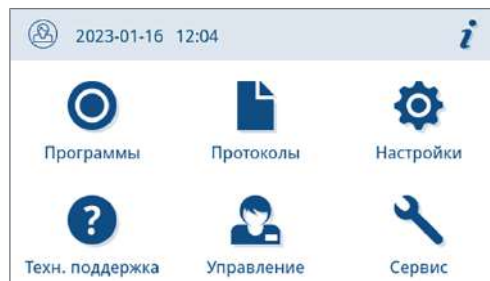 2023-01-16 12:04
i
Программы Протоколы Настройки
?
Техн. поддержка Управление Сервис